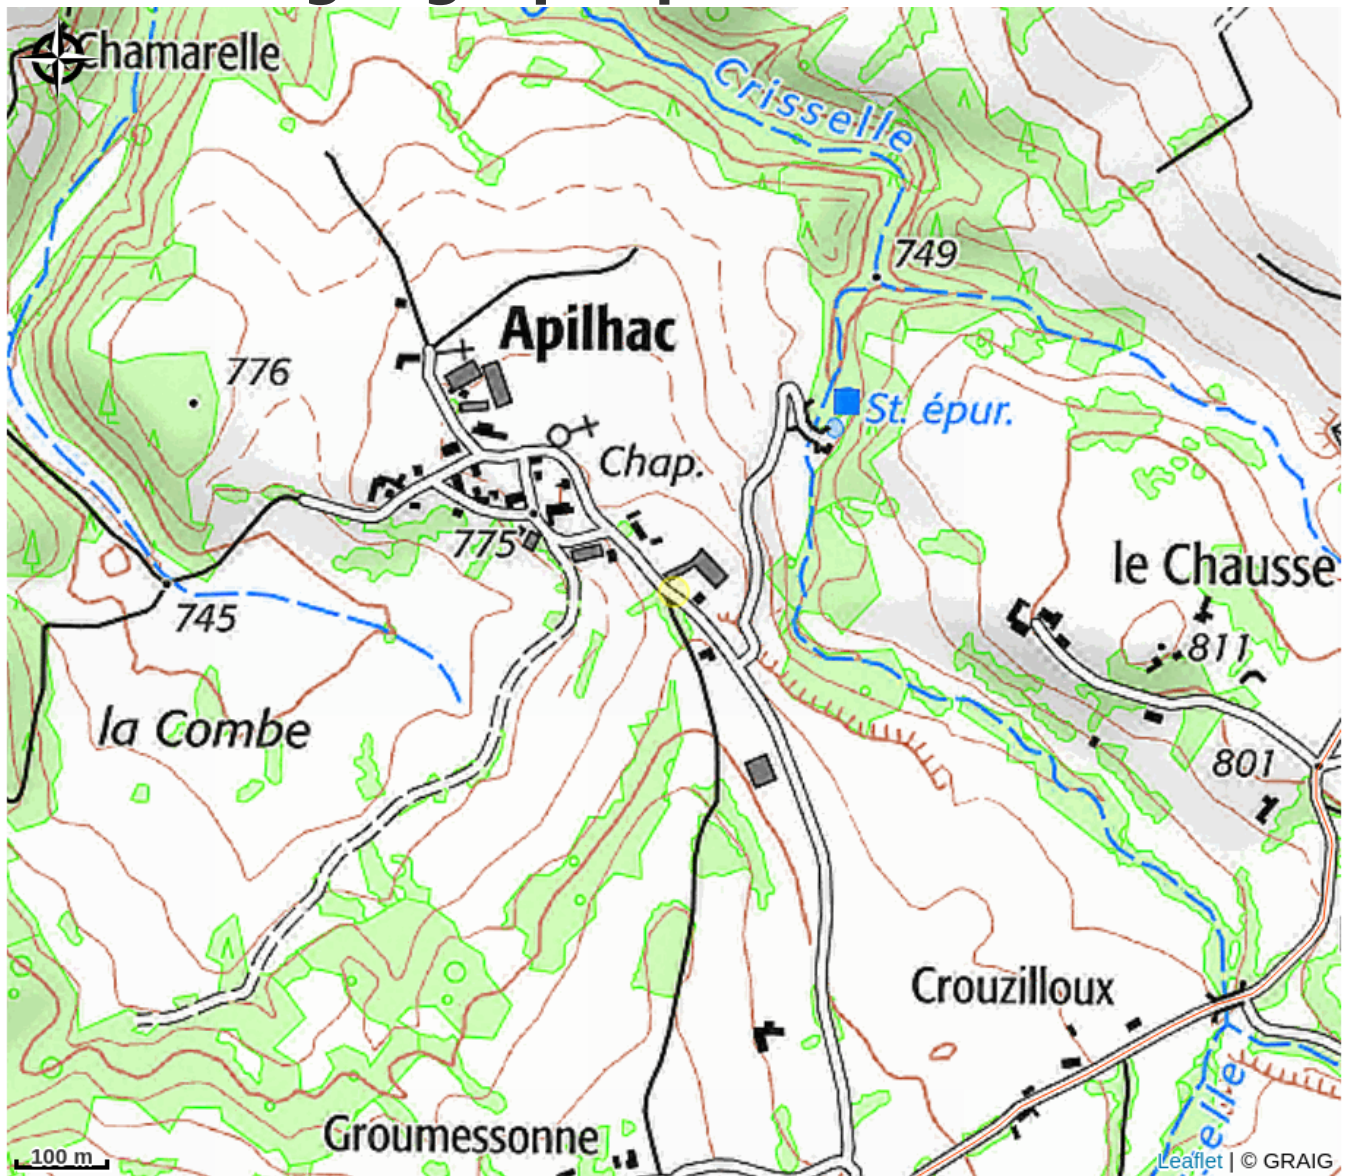 Chamarelle
Crisselle
749
Apilhac
776
St. épur.
Chap.
775
le Chausse
745
811
la Combe
801
Crouzilloux
elle
Groumessonne
100 m
Leaflet | © GRAIG